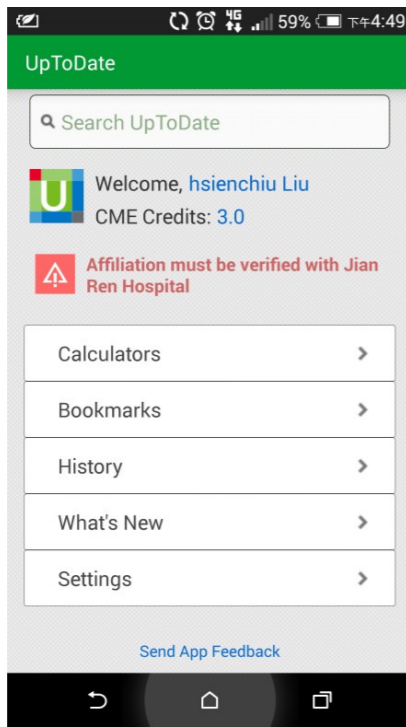 4G 59% 下午4:49
UpToDate
Search UpToDate
U
Welcome, hsienchiu Liu
CME Credits: 3.0
Affiliation must be verified with Jian
Ren Hospital
Calculators
Bookmarks
History
What's New
Settings
Send App Feedback